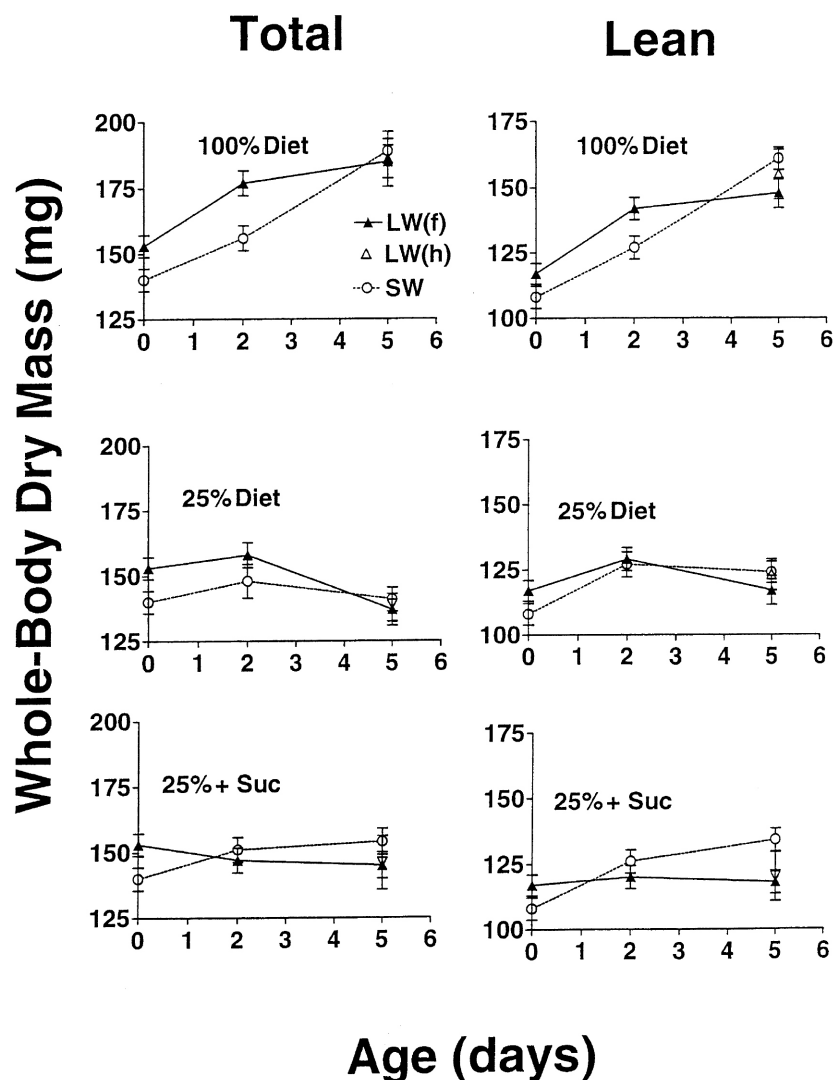 Total
Lean
Whole-Body Dry Mass (mg)
200
175
150
125
100% Diet
LW(f)
LW(h)
SW
0 1 2 3 4 5 6
175
150
125
100
100% Diet
0 1 2 3 4 5 6
200
175
150
125
25% Diet
0 1 2 3 4 5 6
175
150
125
100
25% Diet
0 1 2 3 4 5 6
200
175
150
125
25% + Suc
0 1 2 3 4 5 6
175
150
125
100
25% + Suc
0 1 2 3 4 5 6
Age (days)